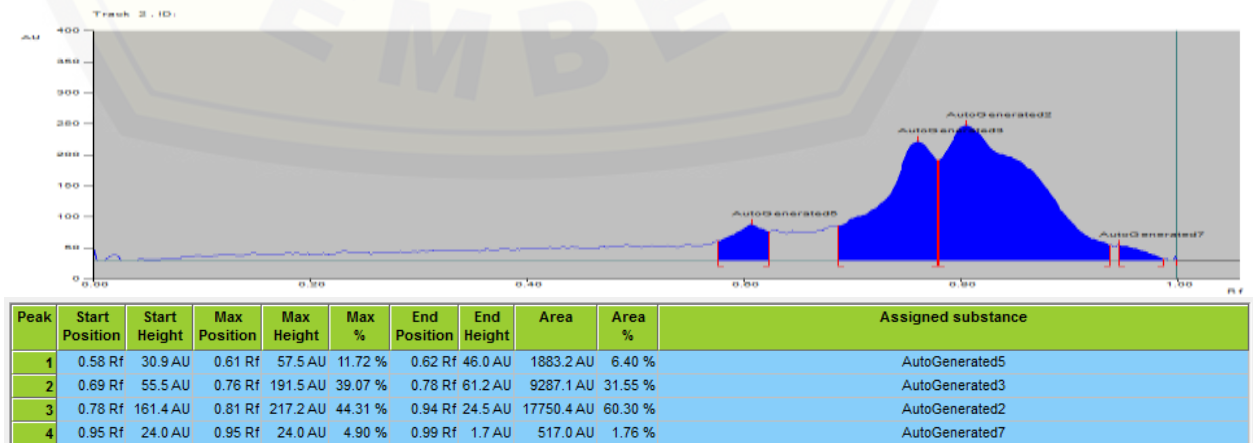 Track 2, ID:
AU
400
350
300
250
200
150
100
50
0
AutoGenerated2
AutoGenerated3
AutoGenerated5
AutoGenerated7
0.00 0.20 0.40 0.60 0.80 1.00
Rf
EMBE
Peak Start Position Start Height Max Position Max Height Max % End Position End Height Area Area % Assigned substance
1 0.58 Rf 30.9 AU 0.61 Rf 57.5 AU 11.72 % 0.62 Rf 46.0 AU 1883.2 AU 6.40 % AutoGenerated5
2 0.69 Rf 55.5 AU 0.76 Rf 191.5 AU 39.07 % 0.78 Rf 61.2 AU 9287.1 AU 31.55 % AutoGenerated3
3 0.78 Rf 161.4 AU 0.81 Rf 217.2 AU 44.31 % 0.94 Rf 24.5 AU 17750.4 AU 60.30 % AutoGenerated2
4 0.95 Rf 24.0 AU 0.95 Rf 24.0 AU 4.90 % 0.99 Rf 1.7 AU 517.0 AU 1.76 % AutoGenerated7